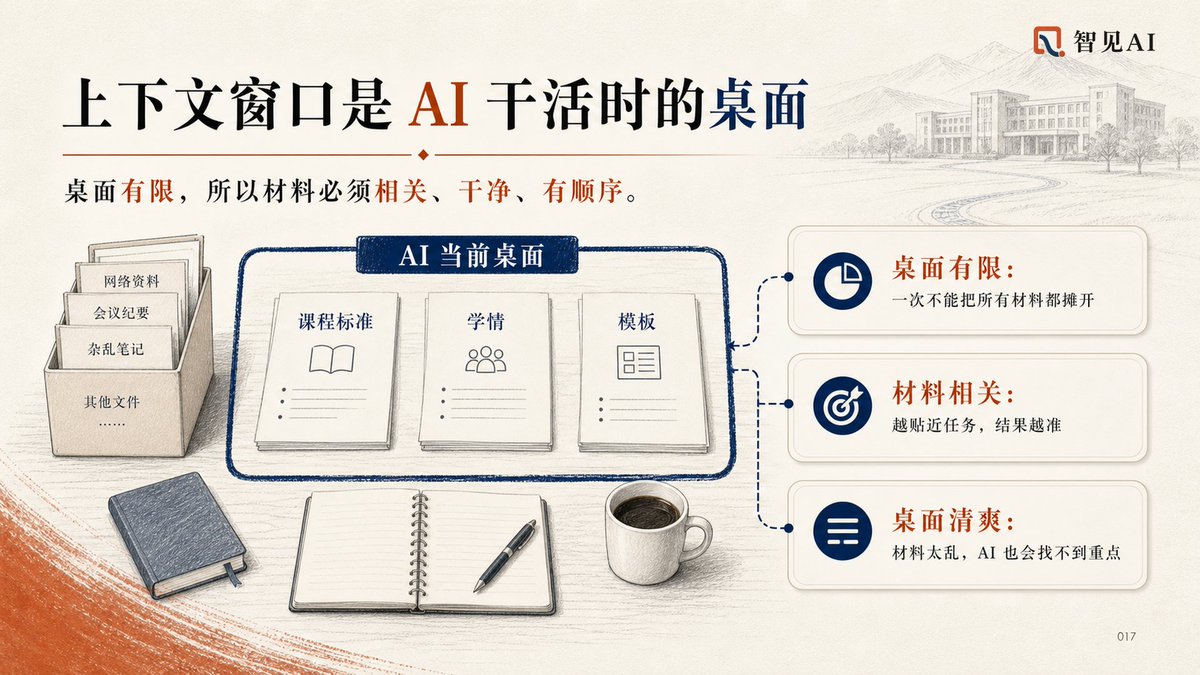 智见AI
上下文窗口是 AI 干活时的桌面
桌面有限，所以材料必须相关、干净、有顺序。
网络资料
会议纪要
杂乱笔记
其他文件
……
AI 当前桌面
课程标准
学情
模板
桌面有限：
一次不能把所有材料都摊开
材料相关：
越贴近任务，结果越准
桌面清爽：
材料太乱，AI 也会找不到重点
017